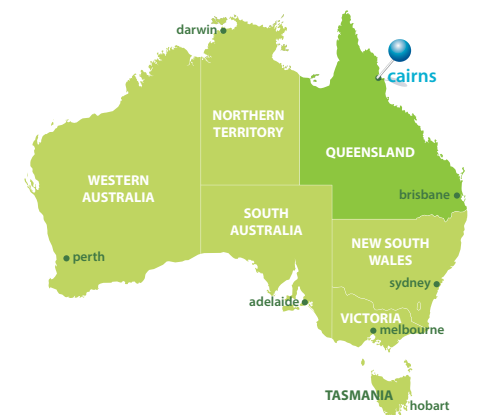 darwin
cairns
NORTHERN
TERRITORY
QUEENSLAND
WESTERN
AUSTRALIA
brisbane
SOUTH
AUSTRALIA
NEW SOUTH
WALES
perth
sydney
adelaide
VICTORIA
melbourne
TASMANIA
hobart